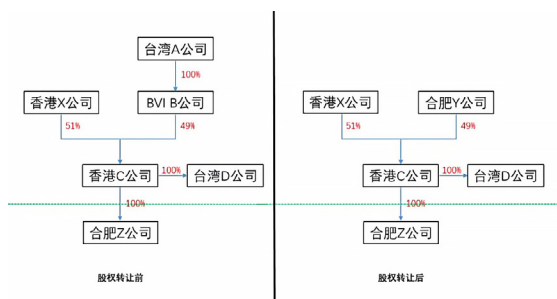 台湾A公司
100%
香港X公司
BVI B公司
51%
49%
香港C公司
100%
台湾D公司
100%
合肥Z公司
股权转让前
香港X公司
合肥Y公司
51%
49%
香港C公司
100%
台湾D公司
100%
合肥Z公司
股权转让后